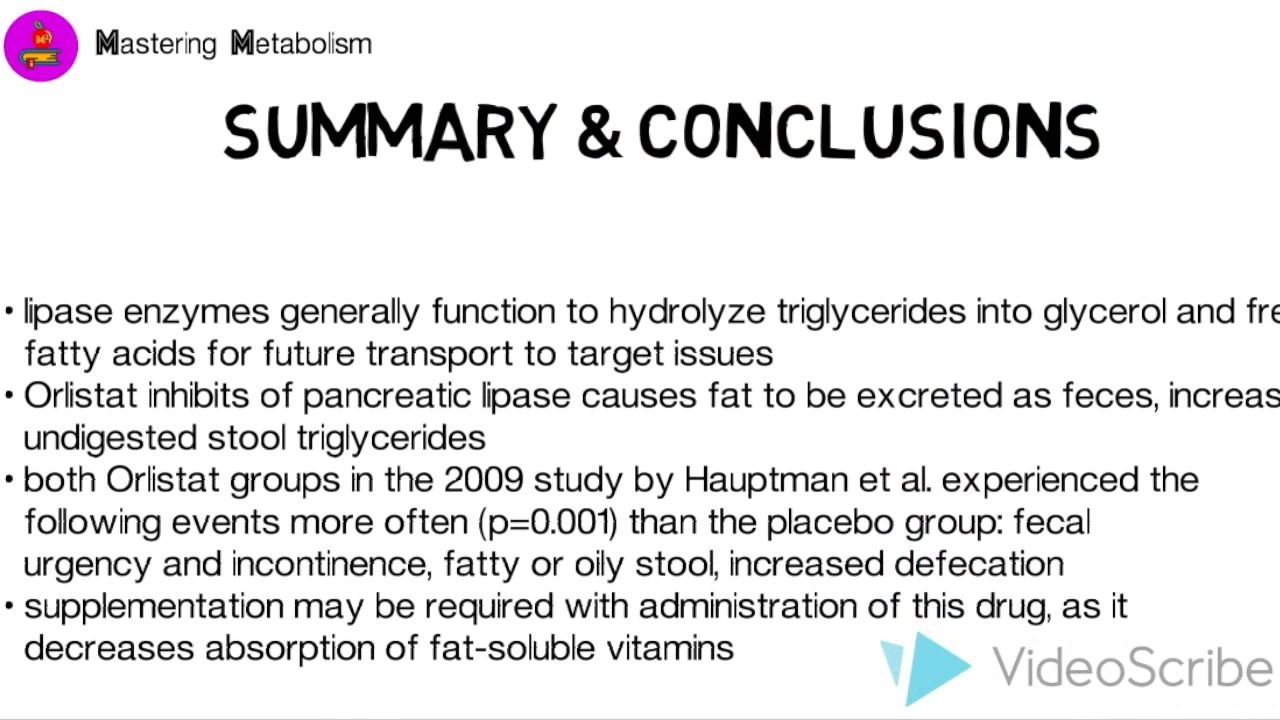 Mastering Metabolism
SUMMARY & CONCLUSIONS
• lipase enzymes generally function to hydrolyze triglycerides into glycerol and fre
fatty acids for future transport to target issues
• Orlistat inhibits of pancreatic lipase causes fat to be excreted as feces, increas
undigested stool triglycerides
• both Orlistat groups in the 2009 study by Hauptman et al. experienced the
following events more often (p=0.001) than the placebo group: fecal
urgency and incontinence, fatty or oily stool, increased defecation
• supplementation may be required with administration of this drug, as it
decreases absorption of fat-soluble vitamins
VideoScribe